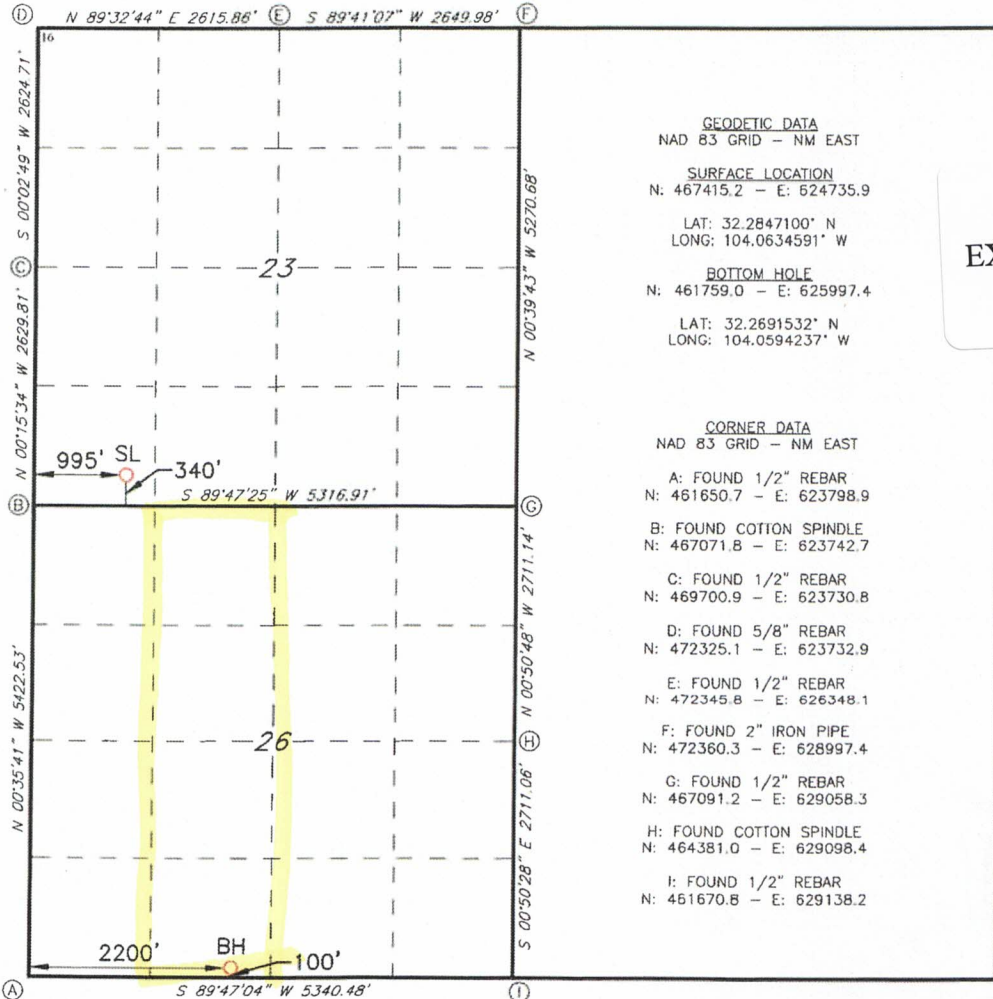 D N 89°32'44" E 2615.86' E S 89°41'07" W 2649.98' F
16
S 00°02'49" W 2624.71'
C
N 00°15'34" W 2629.81'
23
N 00°39'43" W 5270.68'
995' SL
340'
B S 89°47'25" W 5316.91' G
N 00°35'41" W 5422.53'
N 00°50'48" W 2711.14'
26
H
S 00°50'28" E 2711.06'
2200' BH
100'
A S 89°47'04" W 5340.48' I
GEODETIC DATA
NAD 83 GRID – NM EAST
SURFACE LOCATION
N: 467415.2 – E: 624735.9
LAT: 32.2847100° N
LONG: 104.0634591° W
BOTTOM HOLE
N: 461759.0 – E: 625997.4
LAT: 32.2691532° N
LONG: 104.0594237° W
EX
CORNER DATA
NAD 83 GRID – NM EAST
A: FOUND 1/2" REBAR
N: 461650.7 – E: 623798.9
B: FOUND COTTON SPINDLE
N: 467071.8 – E: 623742.7
C: FOUND 1/2" REBAR
N: 469700.9 – E: 623730.8
D: FOUND 5/8" REBAR
N: 472325.1 – E: 623732.9
E: FOUND 1/2" REBAR
N: 472345.8 – E: 626348.1
F: FOUND 2" IRON PIPE
N: 472360.3 – E: 628997.4
G: FOUND 1/2" REBAR
N: 467091.2 – E: 629058.3
H: FOUND COTTON SPINDLE
N: 464381.0 – E: 629098.4
I: FOUND 1/2" REBAR
N: 461670.8 – E: 629138.2